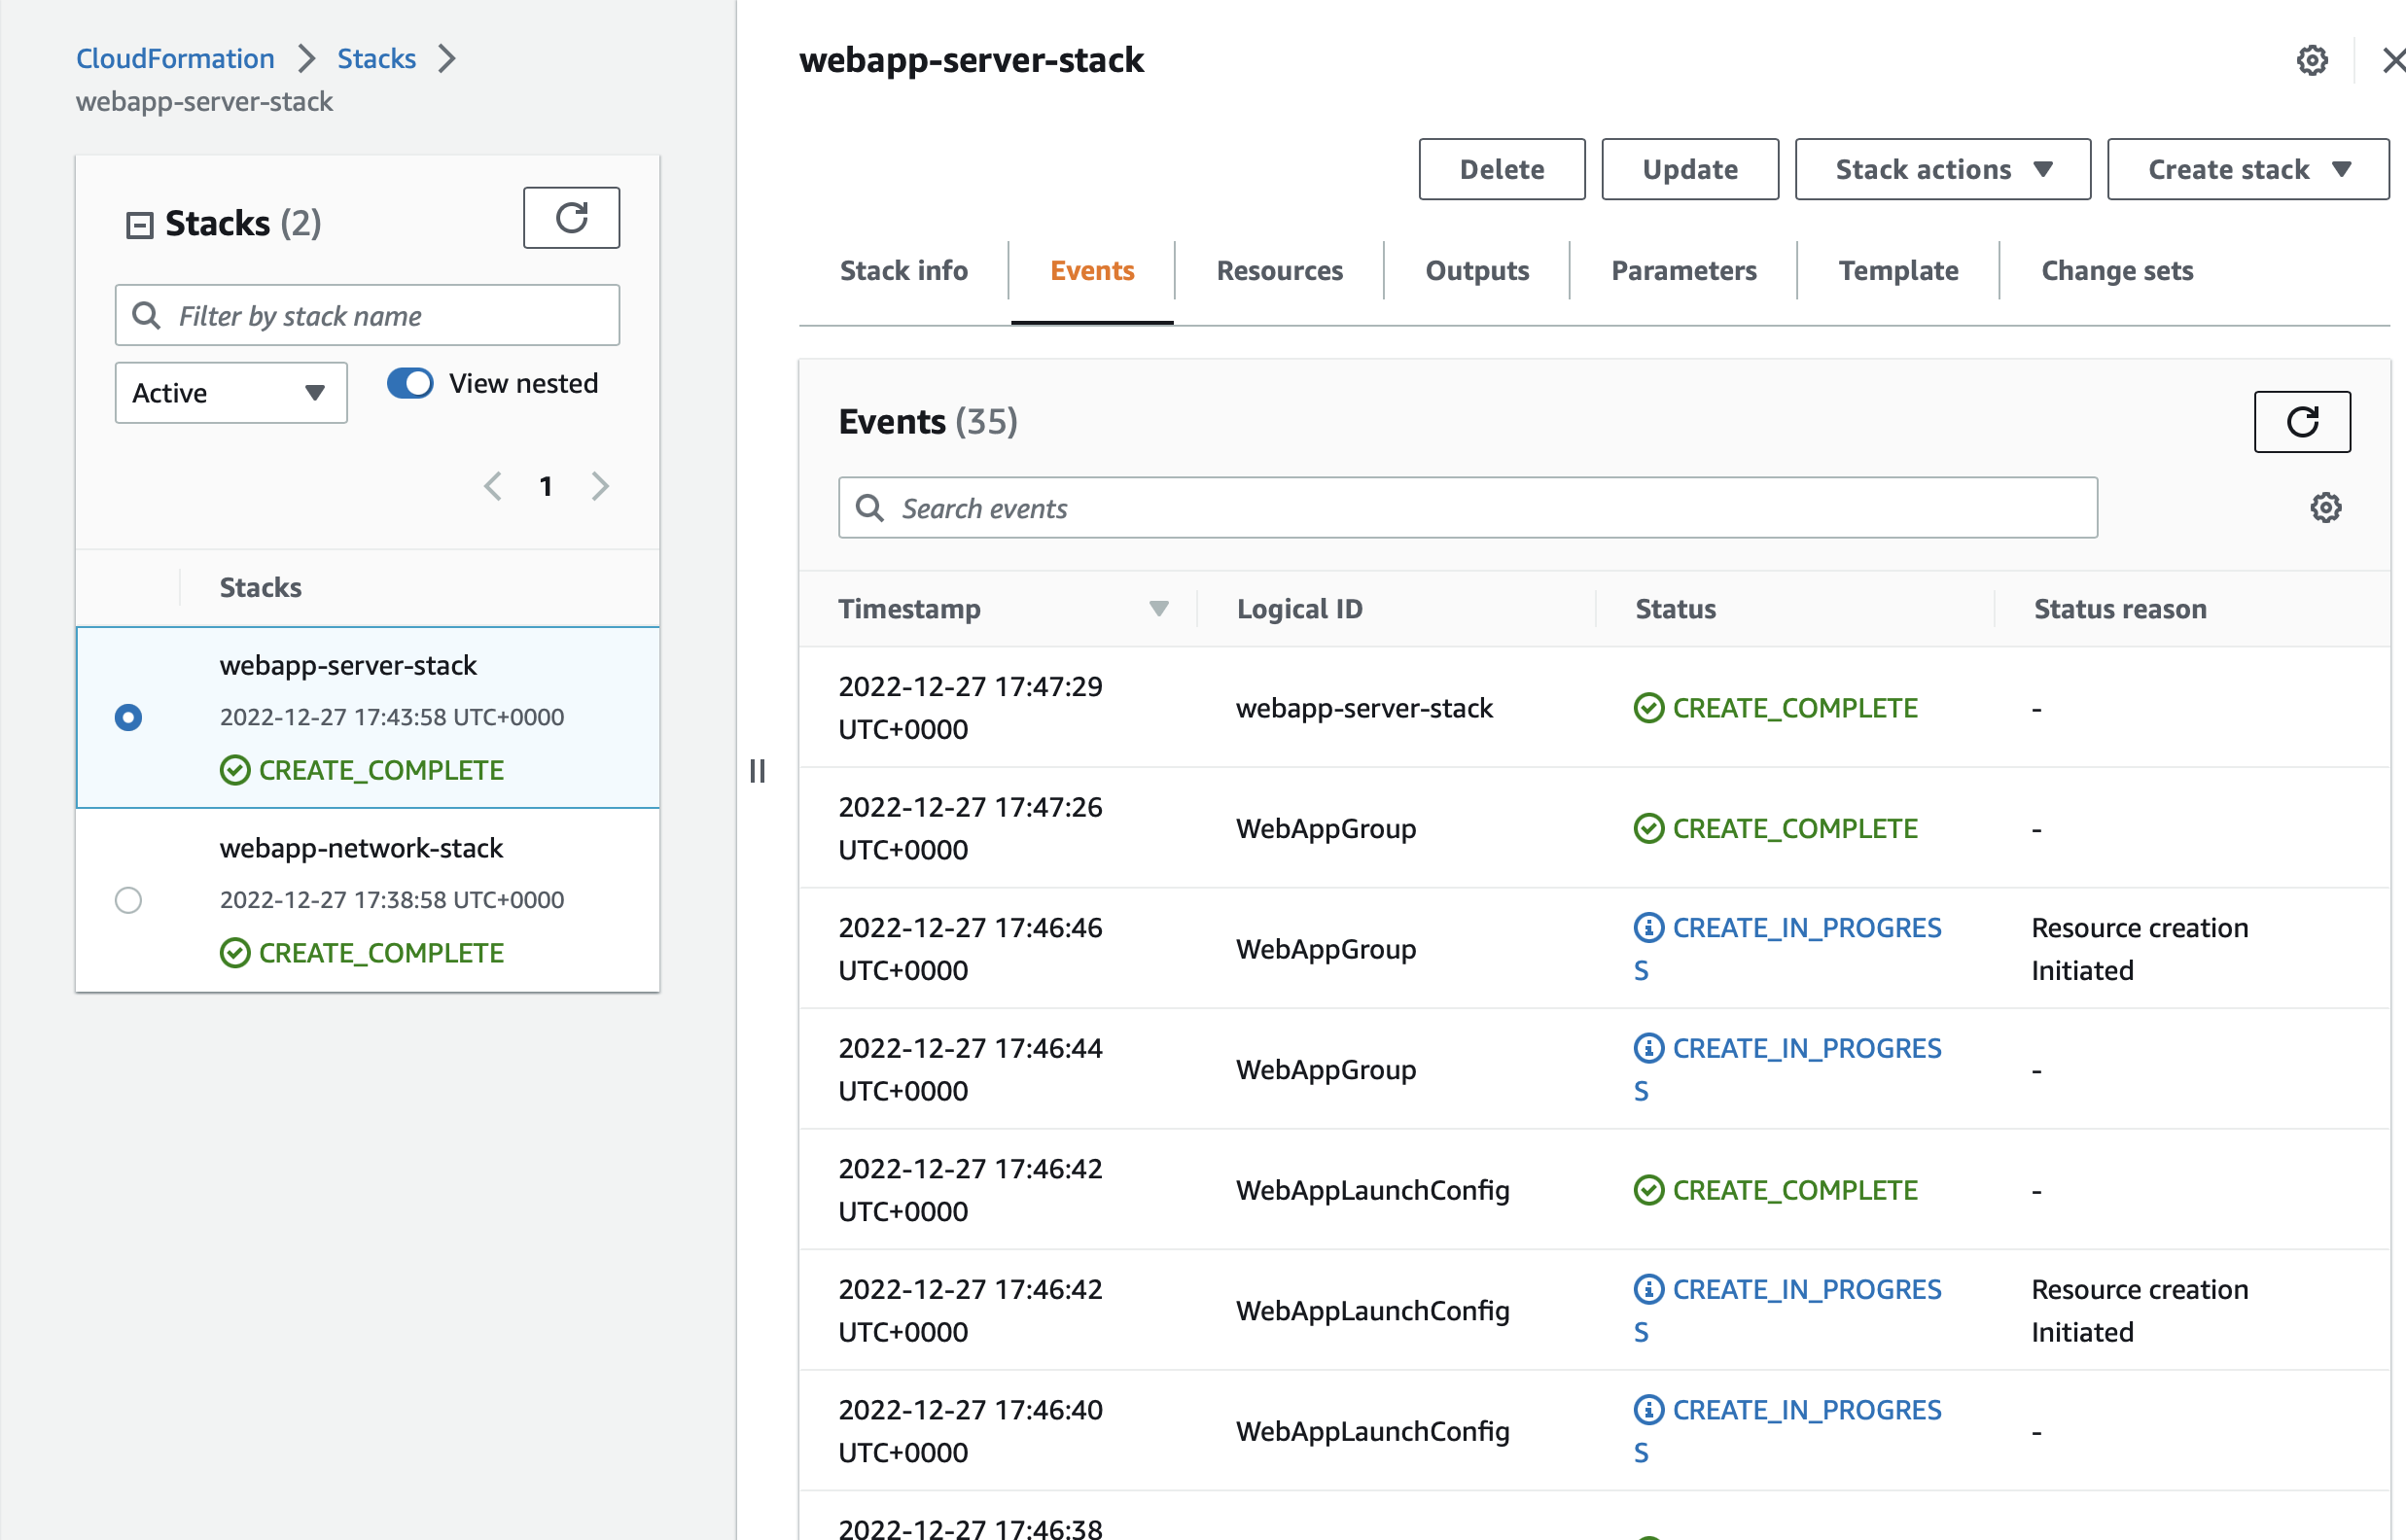 CloudFormation > Stacks >
webapp-server-stack
Stacks (2)
Filter by stack name
Active
View nested
1
Stacks
webapp-server-stack
2022-12-27 17:43:58 UTC+0000
CREATE_COMPLETE
webapp-network-stack
2022-12-27 17:38:58 UTC+0000
CREATE_COMPLETE
webapp-server-stack
Delete Update Stack actions Create stack
Stack info Events Resources Outputs Parameters Template Change sets
Events (35)
Search events
Timestamp Logical ID Status Status reason
2022-12-27 17:47:29
UTC+0000
webapp-server-stack
CREATE_COMPLETE
-
2022-12-27 17:47:26
UTC+0000
WebAppGroup
CREATE_COMPLETE
-
2022-12-27 17:46:46
UTC+0000
WebAppGroup
CREATE_IN_PROGRES
S
Resource creation
Initiated
2022-12-27 17:46:44
UTC+0000
WebAppGroup
CREATE_IN_PROGRES
S
-
2022-12-27 17:46:42
UTC+0000
WebAppLaunchConfig
CREATE_COMPLETE
-
2022-12-27 17:46:42
UTC+0000
WebAppLaunchConfig
CREATE_IN_PROGRES
S
Resource creation
Initiated
2022-12-27 17:46:40
UTC+0000
WebAppLaunchConfig
CREATE_IN_PROGRES
S
-
2022-12-27 17:46:38